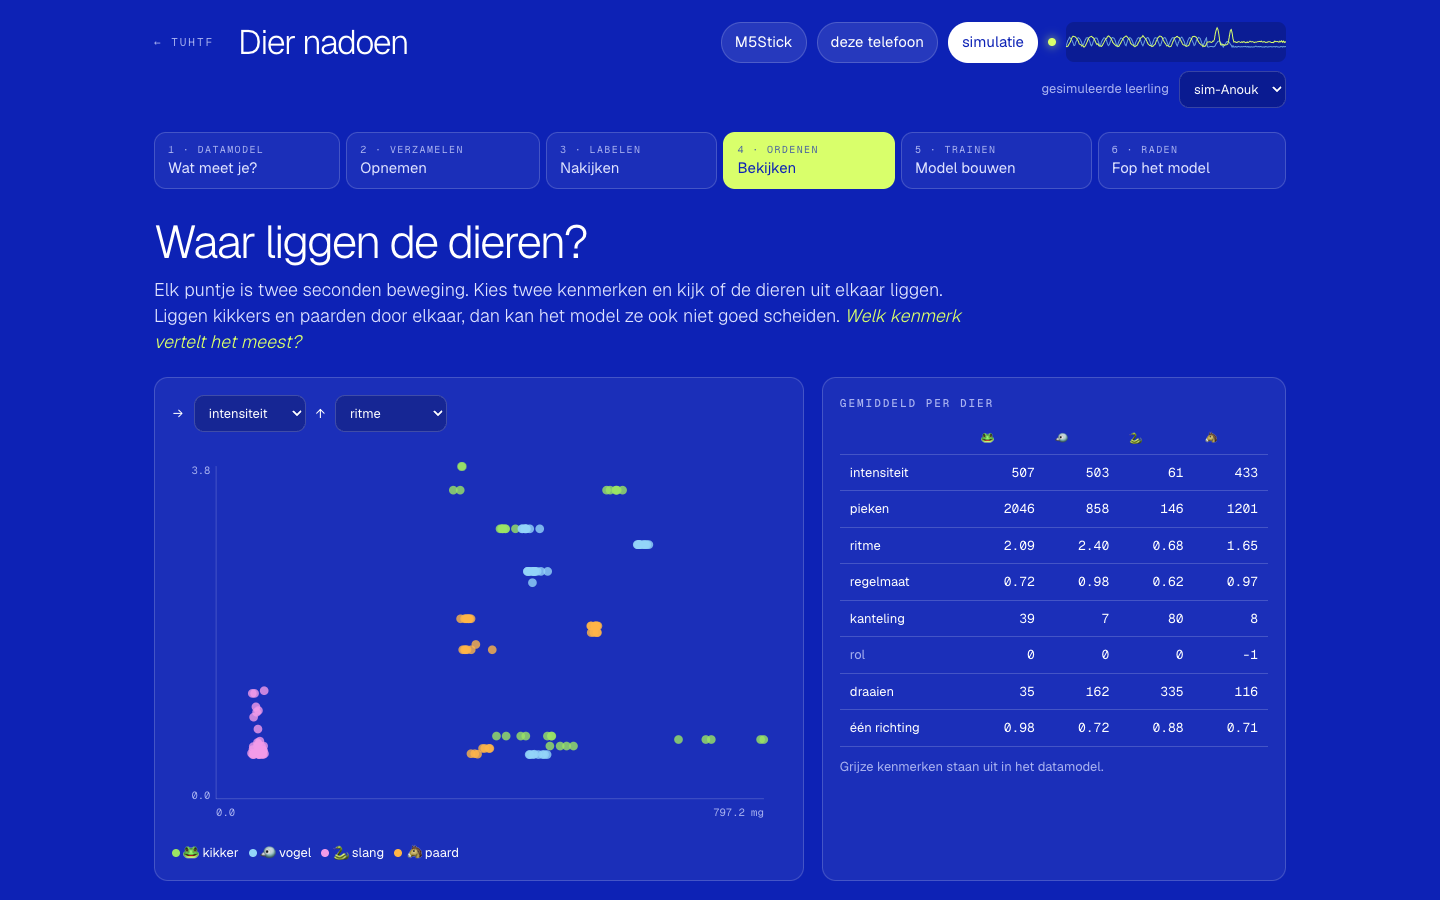 ← TUHTF
Dier nadoen
M5Stick
deze telefoon
simulatie
gesimuleerde leerling
sim-Anouk
1 · DATAMODEL
Wat meet je?
2 · VERZAMELEN
Opnemen
3 · LABELEN
Nakijken
4 · ORDENEN
Bekijken
5 · TRAINEN
Model bouwen
6 · RADEN
Fop het model
Waar liggen de dieren?
Elk puntje is twee seconden beweging. Kies twee kenmerken en kijk of de dieren uit elkaar liggen.
Liggen kikkers en paarden door elkaar, dan kan het model ze ook niet goed scheiden. Welk kenmerk
vertelt het meest?
→ intensiteit ↑ ritme
3.8
0.0
0.0
797.2 mg
kikker vogel slang paard
GEMIDDELD PER DIER
intensiteit 507 503 61 433
pieken 2046 858 146 1201
ritme 2.09 2.40 0.68 1.65
regelmaat 0.72 0.98 0.62 0.97
kanteling 39 7 80 8
rol 0 0 0 -1
draaien 35 162 335 116
één richting 0.98 0.72 0.88 0.71
Grijze kenmerken staan uit in het datamodel.